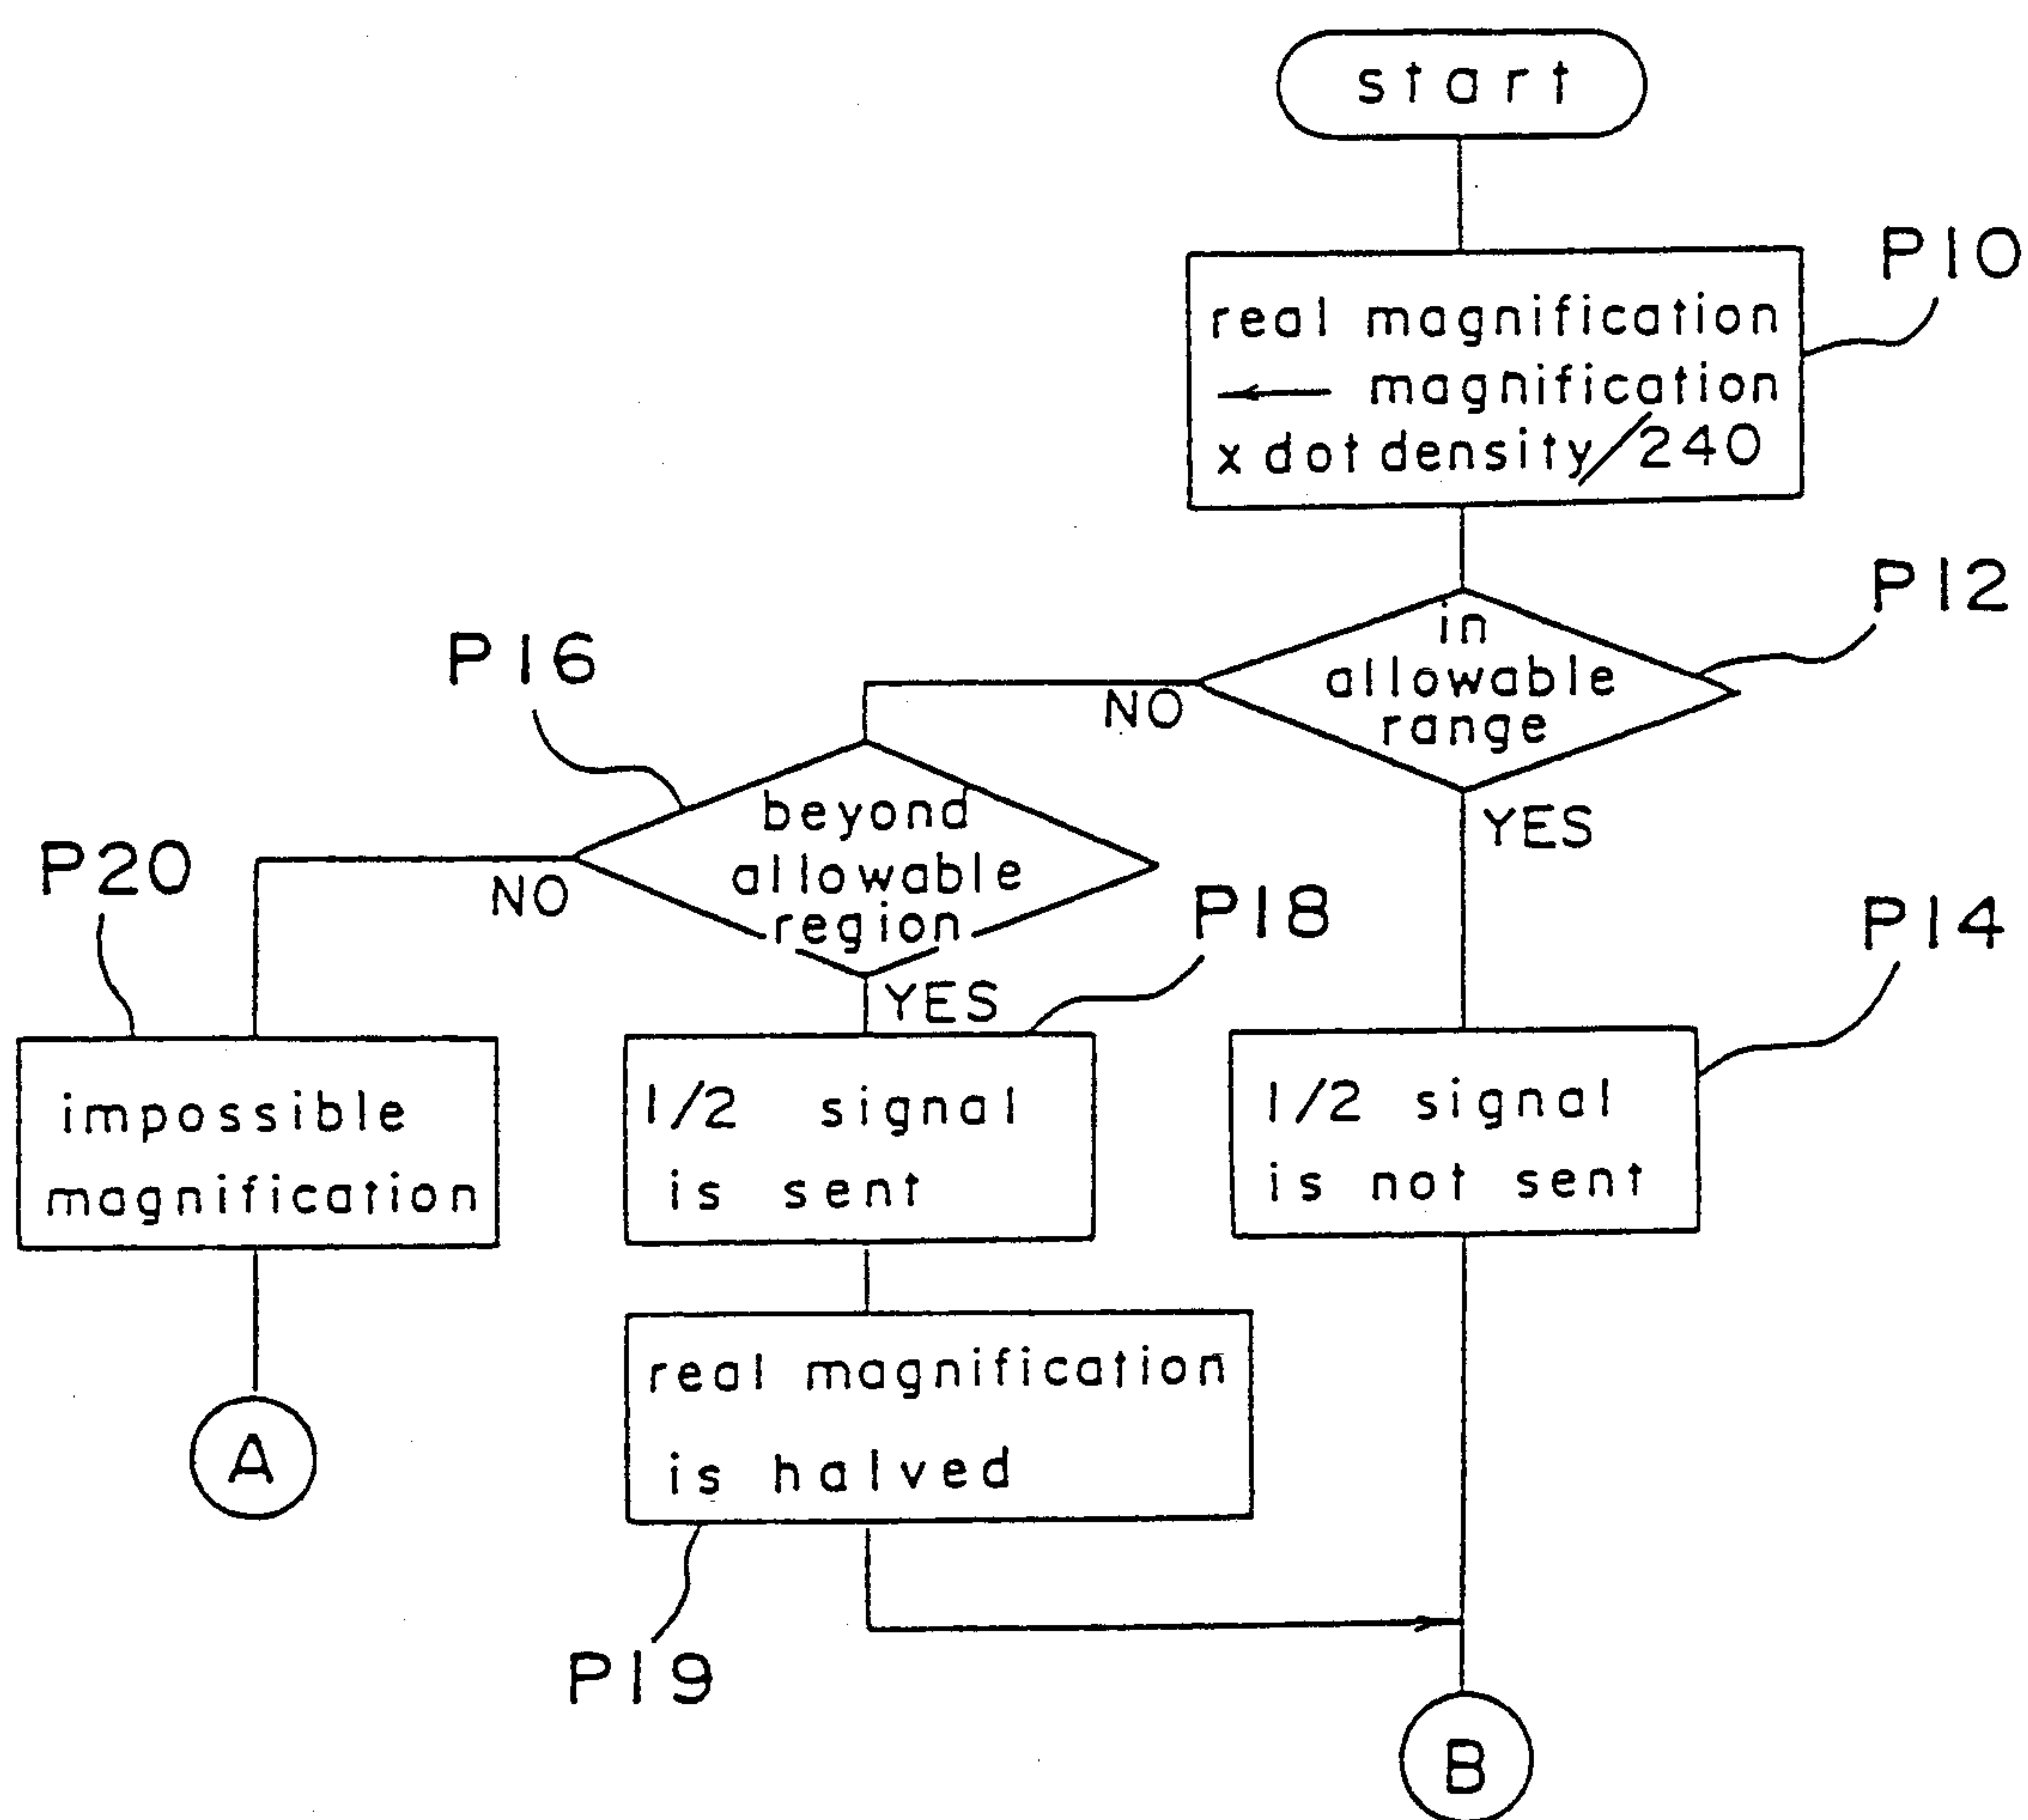 start
P10
real magnification
← magnification
x dot density/240
P12
in
allowable
range
NO
YES
P16
beyond
allowable
region
NO
YES
P20
P18
P14
impossible
magnification
1/2 signal
is sent
1/2 signal
is not sent
real magnification
is halved
A
P19
B